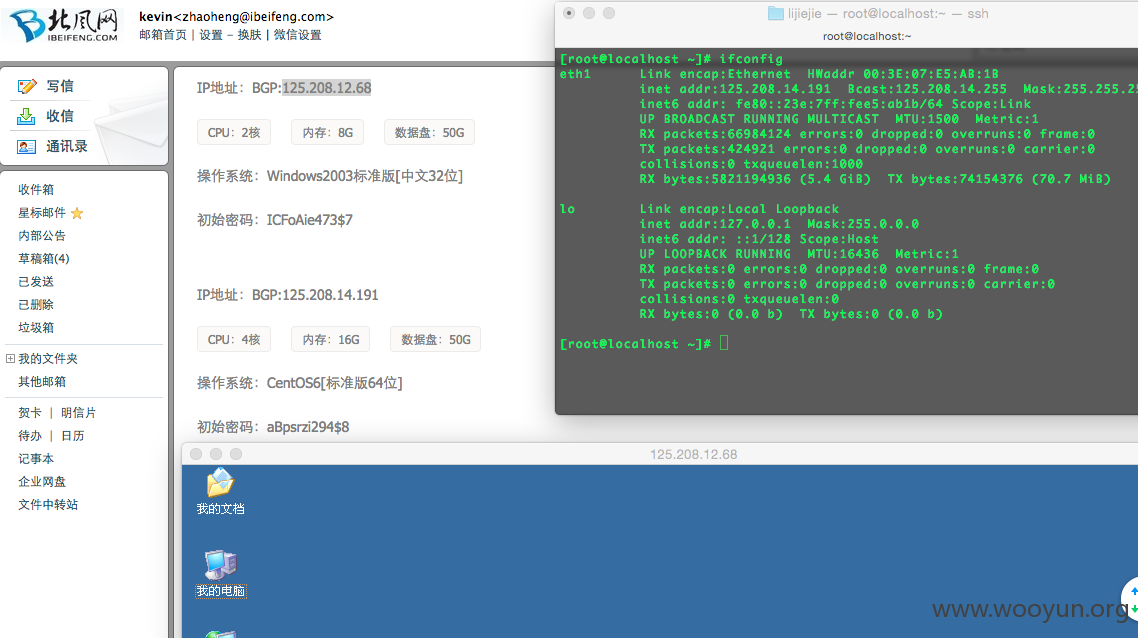 北风网
IBEIFENG.COM
kevin<zhaoheng@ibeifeng.com>
邮箱首页 | 设置 - 换肤 | 微信设置
写信
收信
通讯录
收件箱
星标邮件
内部公告
草稿箱(4)
已发送
已删除
垃圾箱
我的文件夹
其他邮箱
贺卡 | 明信片
待办 | 日历
记事本
企业网盘
文件中转站
IP地址：BGP:125.208.12.68
CPU：2核 内存：8G 数据盘：50G
操作系统：Windows2003标准版[中文32位]
初始密码：ICFoAie473$7
IP地址：BGP:125.208.14.191
CPU：4核 内存：16G 数据盘：50G
操作系统：CentOS6[标准版64位]
初始密码：aBpsrzi294$8
lijiejie — root@localhost:~ — ssh
root@localhost:~
[root@localhost ~]# ifconfig
eth1 Link encap:Ethernet HWaddr 00:3E:07:E5:AB:1B
inet addr:125.208.14.191 Bcast:125.208.14.255 Mask:255.255.25
inet6 addr: fe80::23e:7ff:fee5:ab1b/64 Scope:Link
UP BROADCAST RUNNING MULTICAST MTU:1500 Metric:1
RX packets:66984124 errors:0 dropped:0 overruns:0 frame:0
TX packets:424921 errors:0 dropped:0 overruns:0 carrier:0
collisions:0 txqueuelen:1000
RX bytes:5821194936 (5.4 GiB) TX bytes:74154376 (70.7 MiB)
lo Link encap:Local Loopback
inet addr:127.0.0.1 Mask:255.0.0.0
inet6 addr: ::1/128 Scope:Host
UP LOOPBACK RUNNING MTU:16436 Metric:1
RX packets:0 errors:0 dropped:0 overruns:0 frame:0
TX packets:0 errors:0 dropped:0 overruns:0 carrier:0
collisions:0 txqueuelen:0
RX bytes:0 (0.0 b) TX bytes:0 (0.0 b)
[root@localhost ~]#
125.208.12.68
我的文档
我的电脑
www.wooyun.org